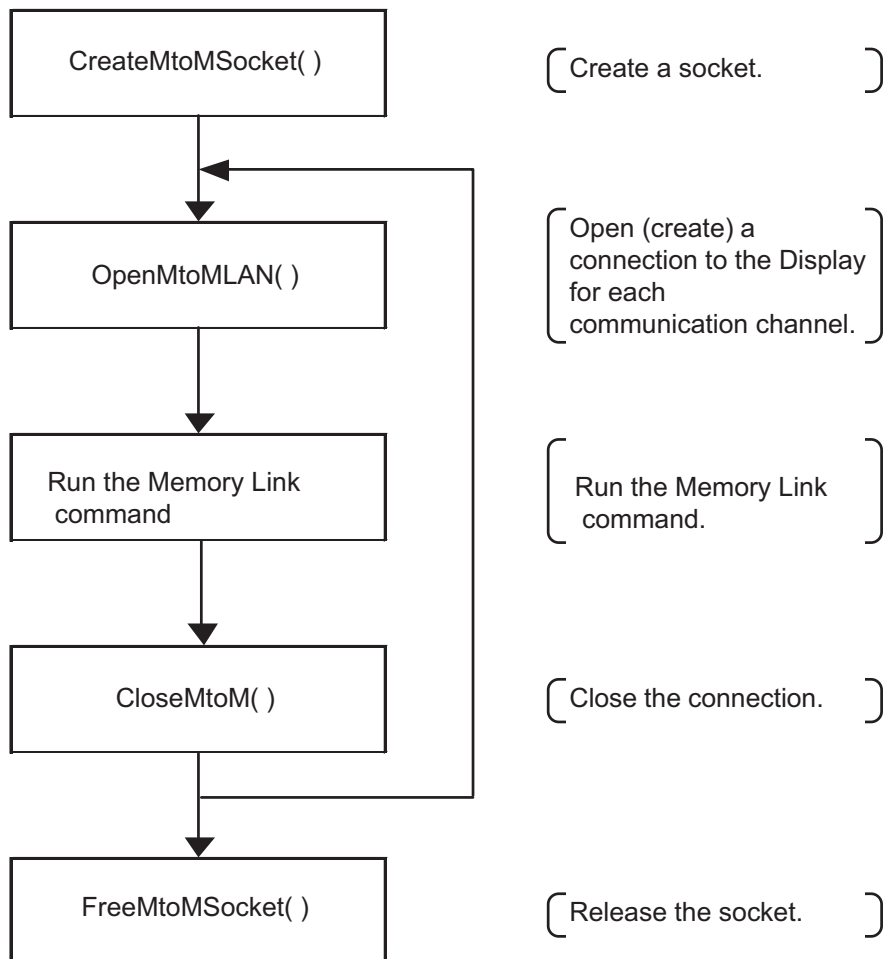 CreateMtoMSocket( )
Create a socket.
OpenMtoMLAN( )
Open (create) a
connection to the Display
for each
communication channel.
Run the Memory Link
command
Run the Memory Link
command.
CloseMtoM( )
Close the connection.
FreeMtoMSocket( )
Release the socket.